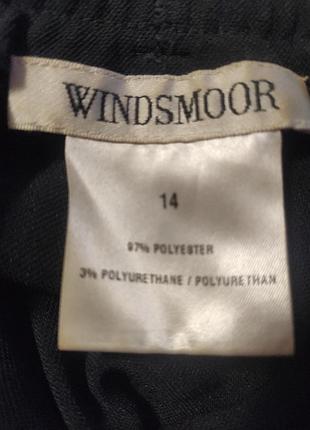 WINDSMOOR
14
97% POLYESTER
3% POLYURETHANE / POLYURETHAN